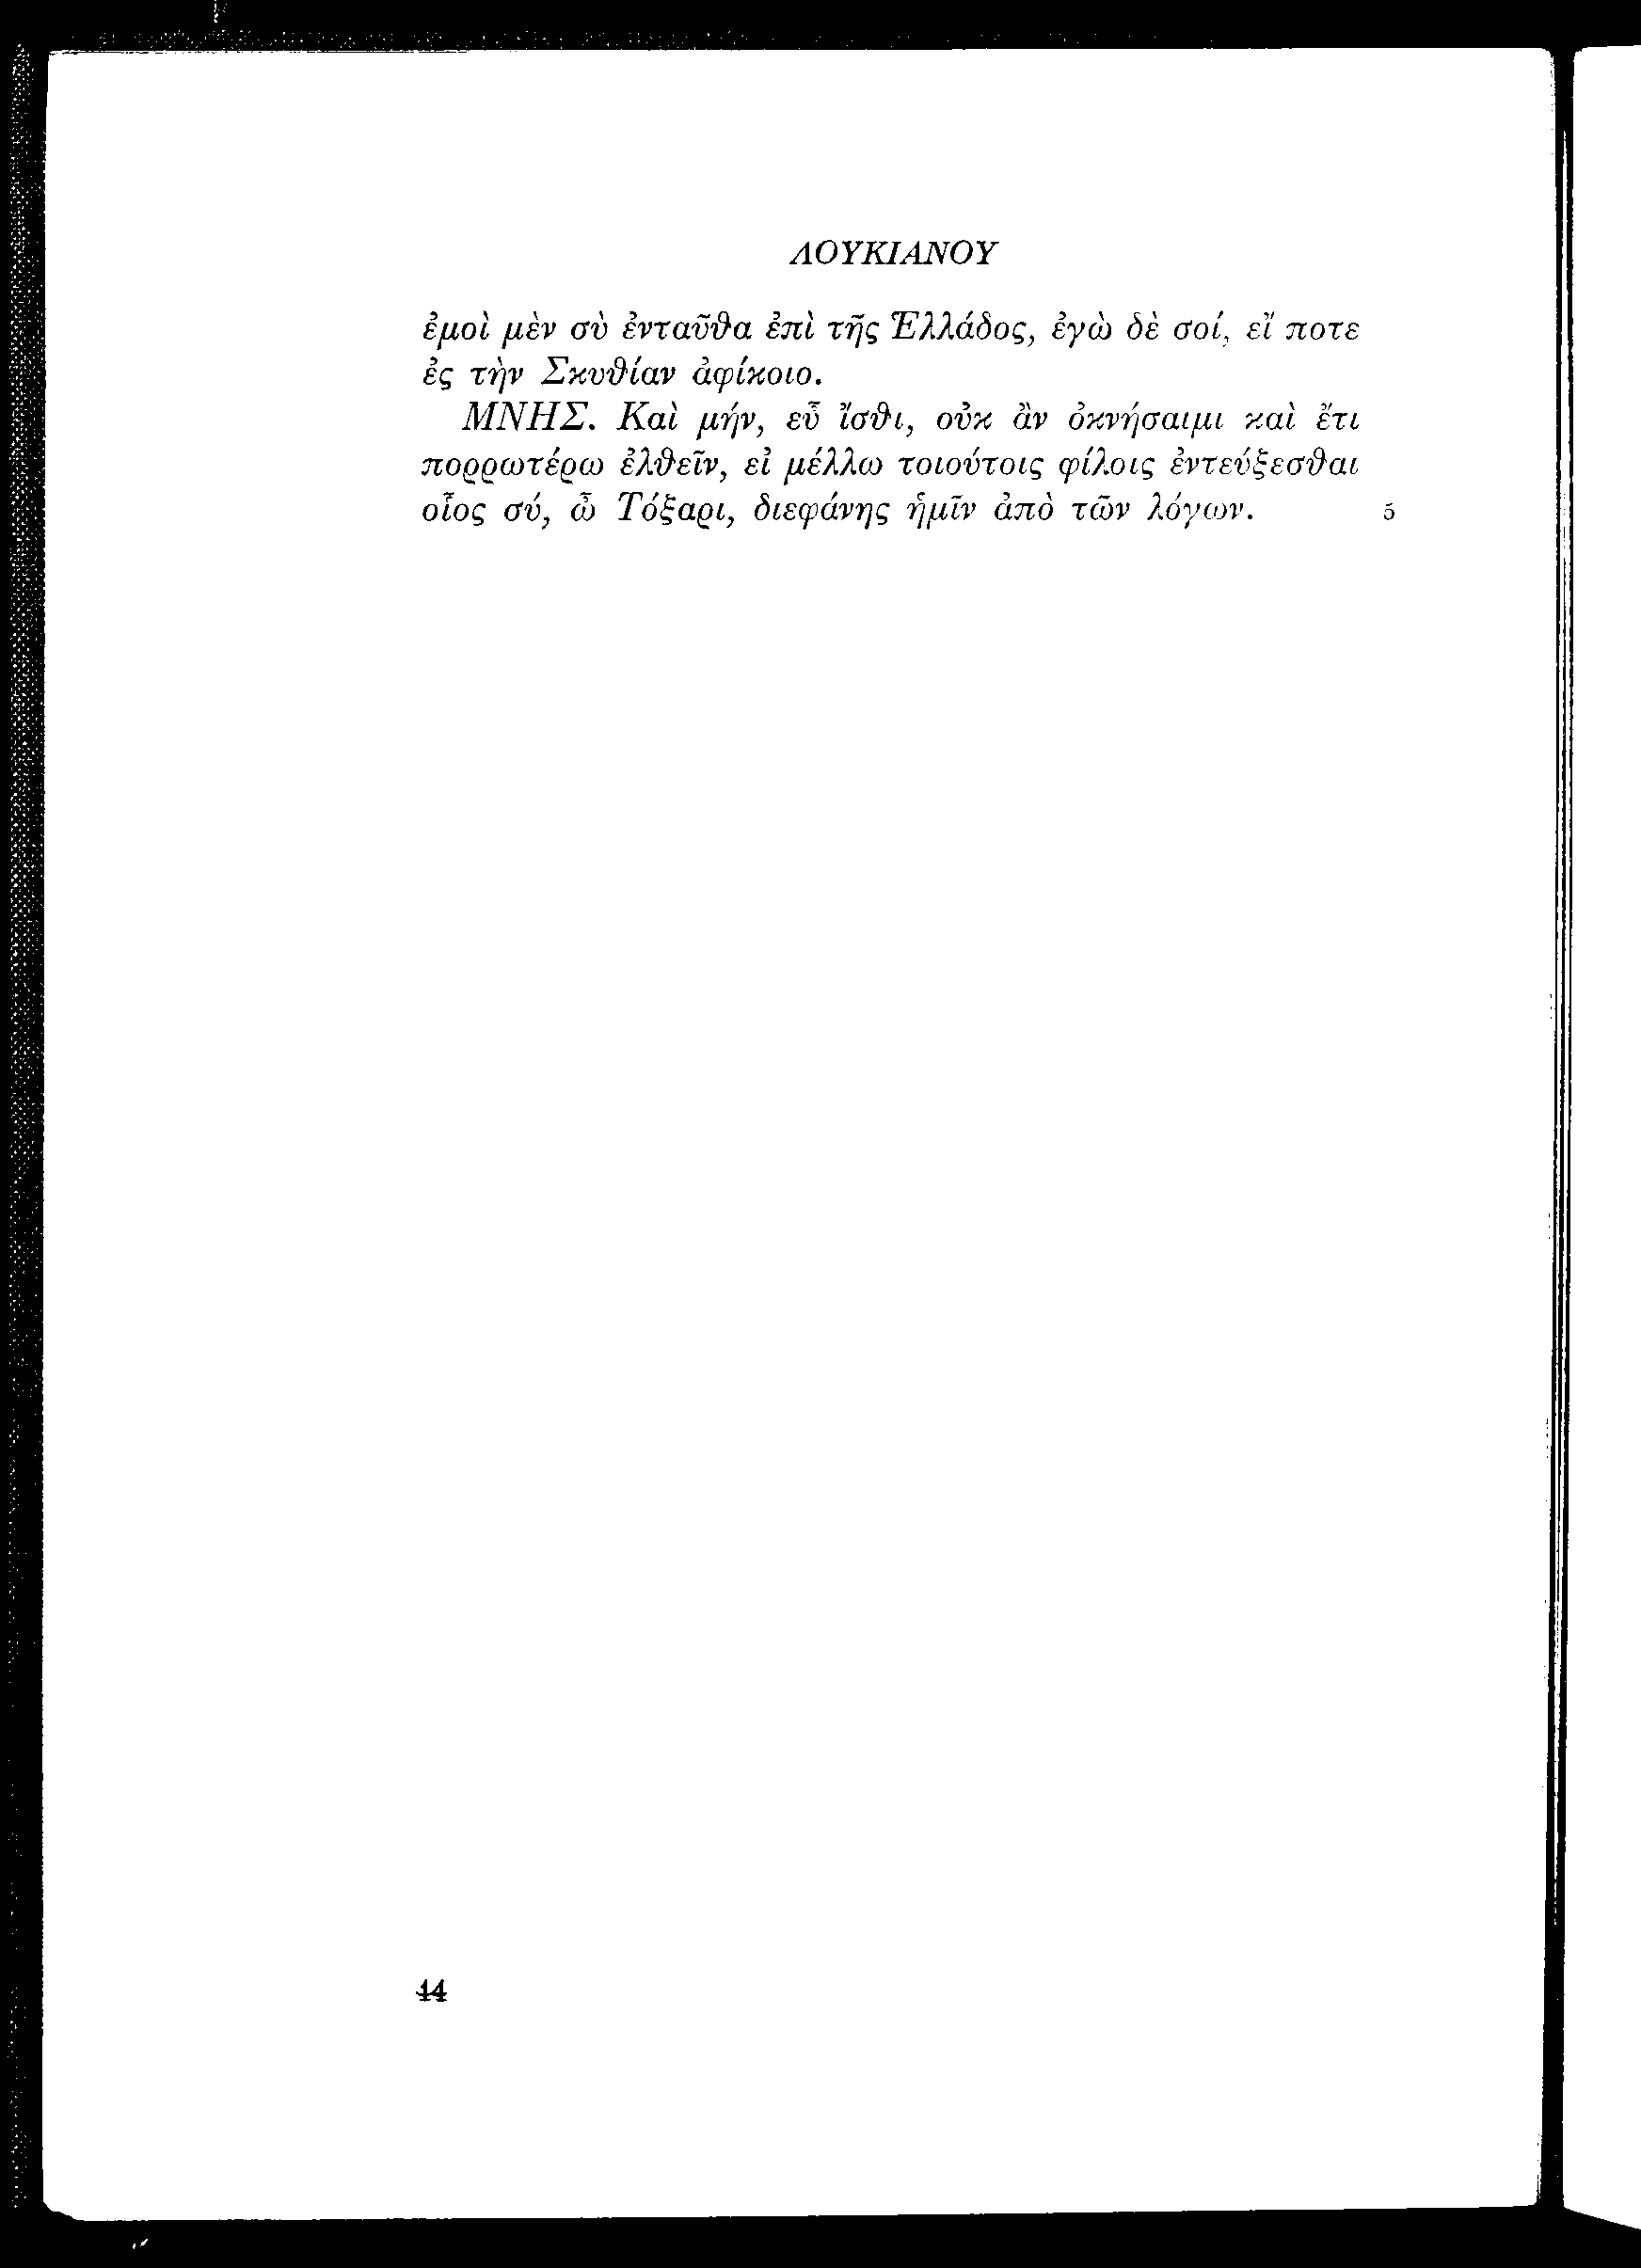 ΛΟΥΚΙΑΝΟΥ
ἐμοὶ μὲν σὺ ἐνταῦθα ἐπὶ τῆς Ἑλλάδος, ἐγὼ δὲ σοί, εἴ ποτε
ἐς τὴν Σκυθίαν ἀφίκοιο.
ΜΝΗΣ. Καὶ μήν, εὖ ἴσθι, οὐκ ἂν ὀκνήσαιμι καὶ ἔτι
πορρωτέρω ἐλθεῖν, εἰ μέλλω τοιούτοις φίλοις ἐντεύξεσθαι
οἷος σύ, ὦ Τόξαρι, διεφάνης ἡμῖν ἀπὸ τῶν λόγων. 5
44